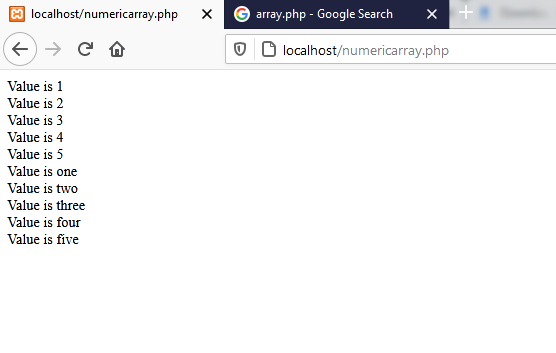 localhost/numericarray.php
array.php - Google Search
localhost/numericarray.php
Value is 1
Value is 2
Value is 3
Value is 4
Value is 5
Value is one
Value is two
Value is three
Value is four
Value is five